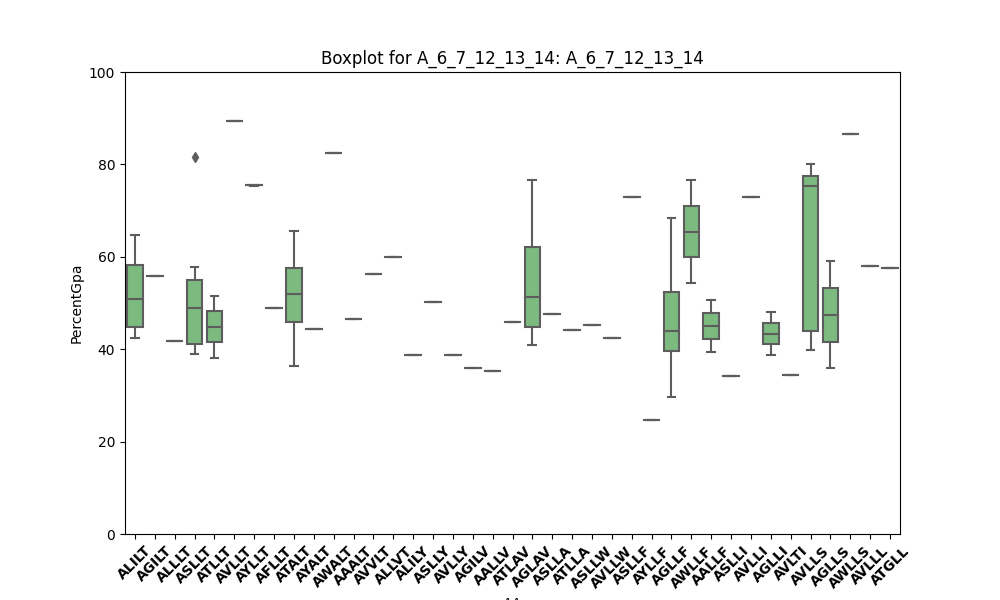 Boxplot for A_6_7_12_13_14: A_6_7_12_13_14
PercentGpa
100
80
60
40
20
0
ALILT
AGILT
ALLLT
ASLLT
ATLLT
AVLLT
AYLLT
AFLLT
ATALT
AYALT
AWALT
AAALT
AVVLT
ALLVT
ALILY
ASLLY
AVLLY
AGILV
AALLV
ATLAV
AGLAV
ASLLA
ATLLA
ASLLW
AVLLW
ASLLF
AYLLF
AGLLF
AWLLF
AALLF
ASLLI
AVLLI
AGLLI
AVLTI
AVLLS
AGLLS
AWLLS
AVLLL
ATGLL